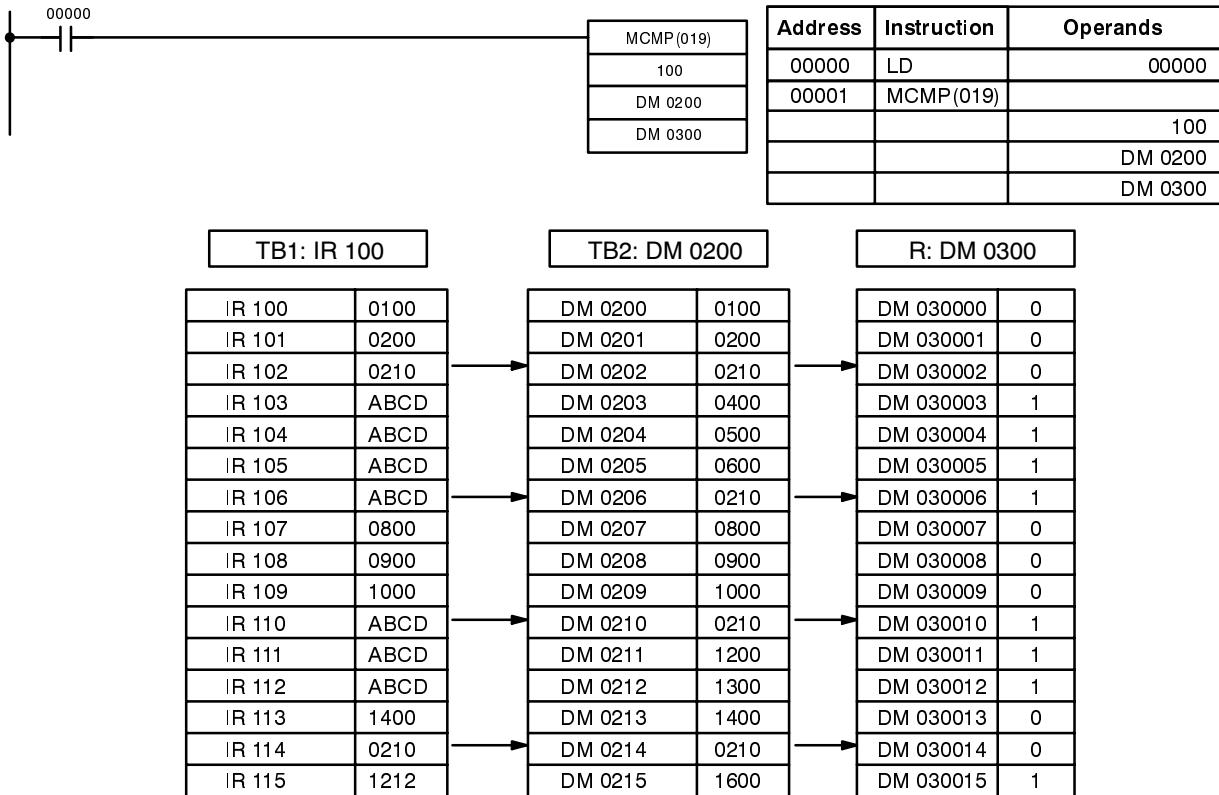 00000
MCMP(019)
100
DM 0200
DM 0300
Address Instruction Operands
00000 LD 00000
00001 MCMP(019)
100
DM 0200
DM 0300
TB1: IR 100 TB2: DM 0200 R: DM 0300
IR 100 0100 DM 0200 0100 DM 030000 0
IR 101 0200 DM 0201 0200 DM 030001 0
IR 102 0210 DM 0202 0210 DM 030002 0
IR 103 ABCD DM 0203 0400 DM 030003 1
IR 104 ABCD DM 0204 0500 DM 030004 1
IR 105 ABCD DM 0205 0600 DM 030005 1
IR 106 ABCD DM 0206 0210 DM 030006 1
IR 107 0800 DM 0207 0800 DM 030007 0
IR 108 0900 DM 0208 0900 DM 030008 0
IR 109 1000 DM 0209 1000 DM 030009 0
IR 110 ABCD DM 0210 0210 DM 030010 1
IR 111 ABCD DM 0211 1200 DM 030011 1
IR 112 ABCD DM 0212 1300 DM 030012 1
IR 113 1400 DM 0213 1400 DM 030013 0
IR 114 0210 DM 0214 0210 DM 030014 0
IR 115 1212 DM 0215 1600 DM 030015 1